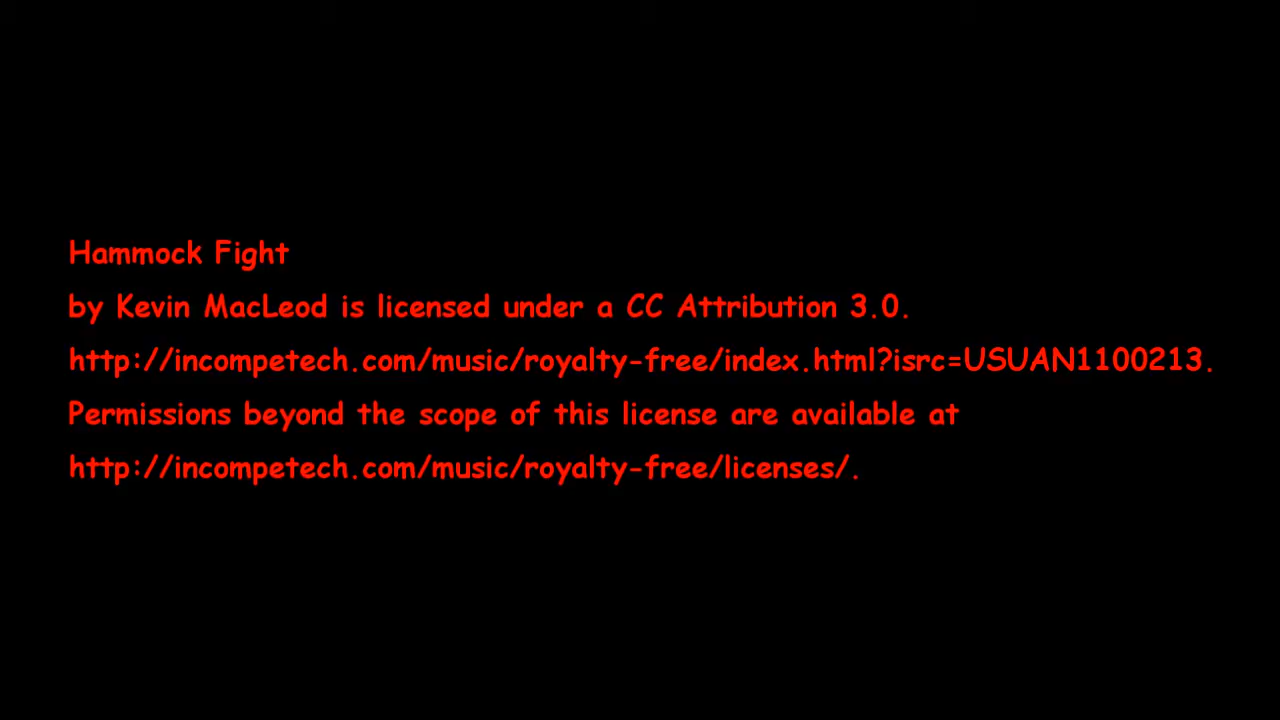 Hammock Fight
by Kevin MacLeod is licensed under a CC Attribution 3.0.
http://incompetech.com/music/royalty-free/index.html?isrc=USUAN1100213.
Permissions beyond the scope of this license are available at
http://incompetech.com/music/royalty-free/licenses/.